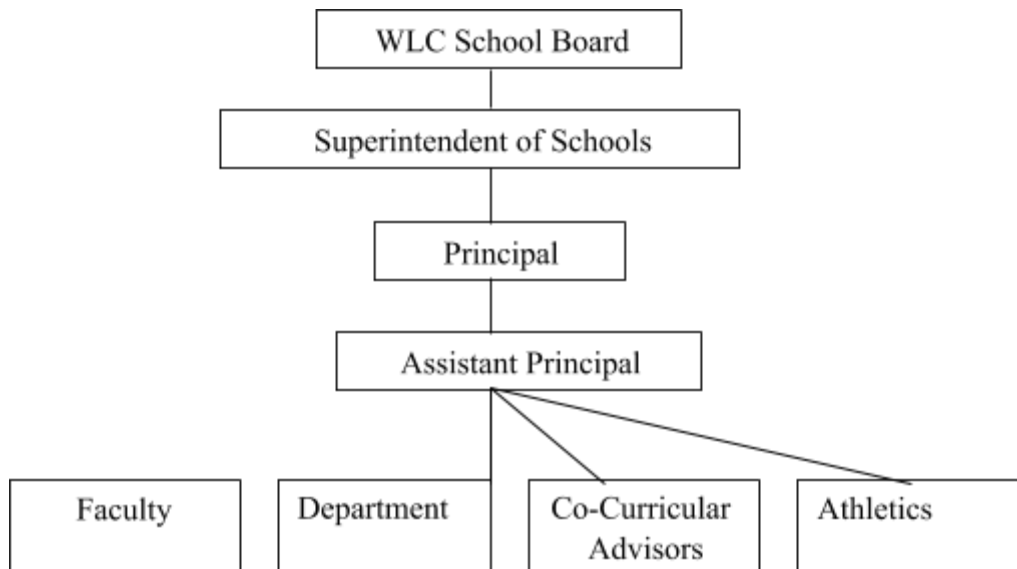 WLC School Board
Superintendent of Schools
Principal
Assistant Principal
Faculty
Department
Co-Curricular
Advisors
Athletics